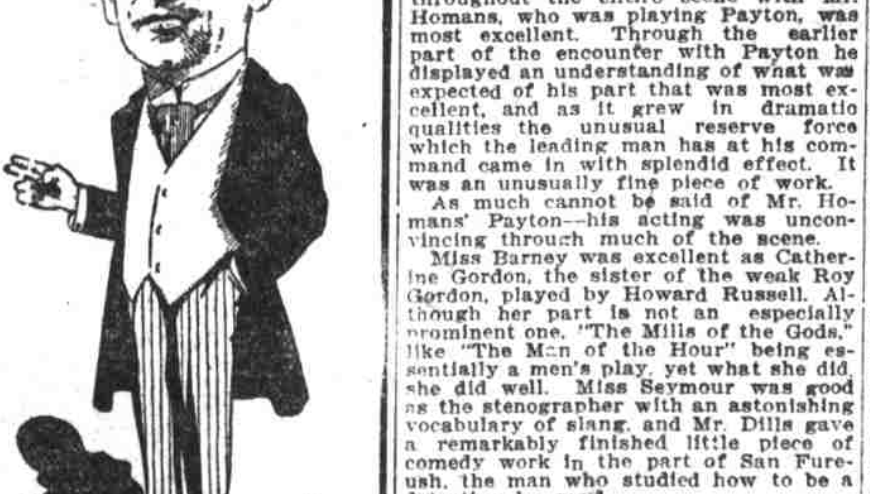 throughout the entire scene with Mr.
Homans, who was playing Payton, was
most excellent. Through the earlier
part of the encounter with Payton he
displayed an understanding of what was
expected of his part that was most ex-
cellent, and as it grew in dramatic
qualities the unusual reserve force
which the leading man has at his com-
mand came in with splendid effect. It
was an unusually fine piece of work.
As much cannot be said of Mr. Ho-
mans' Payton--his acting was uncon-
vincing through much of the scene.
Miss Barney was excellent as Cather-
ine Gordon, the sister of the weak Roy
Gordon, played by Howard Russell. Al-
though her part is not an especially
prominent one, "The Mills of the Gods,"
like "The Man of the Hour" being es-
sentially a men's play, yet what she did,
she did well. Miss Seymour was good
as the stenographer with an astonishing
vocabulary of slang, and Mr. Dills gave
a remarkably finished little piece of
comedy work in the part of San Fure-
ush, the man who studied how to be a